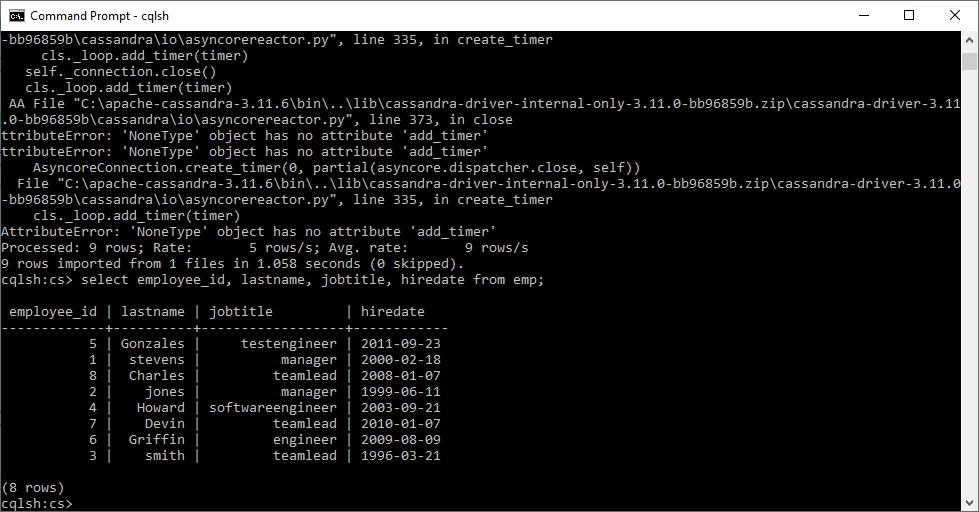 Command Prompt - cqlsh
-bb96859b\cassandra\io\asyncorereactor.py", line 335, in create_timer
     cls._loop.add_timer(timer)
   self._connection.close()
   cls._loop.add_timer(timer)
 AA File "C:\apache-cassandra-3.11.6\bin\..\lib\cassandra-driver-internal-only-3.11.0-bb96859b.zip\cassandra-driver-3.11
.0-bb96859b\cassandra\io\asyncorereactor.py", line 373, in close
ttributeError: 'NoneType' object has no attribute 'add_timer'
ttributeError: 'NoneType' object has no attribute 'add_timer'
    AsyncoreConnection.create_timer(0, partial(asyncore.dispatcher.close, self))
  File "C:\apache-cassandra-3.11.6\bin\..\lib\cassandra-driver-internal-only-3.11.0-bb96859b.zip\cassandra-driver-3.11.0
-bb96859b\cassandra\io\asyncorereactor.py", line 335, in create_timer
    cls._loop.add_timer(timer)
AttributeError: 'NoneType' object has no attribute 'add_timer'
Processed: 9 rows; Rate:       5 rows/s; Avg. rate:       9 rows/s
9 rows imported from 1 files in 1.058 seconds (0 skipped).
cqlsh:cs> select employee_id, lastname, jobtitle, hiredate from emp;
 employee_id | lastname | jobtitle         | hiredate
-------------+----------+------------------+------------
           5 | Gonzales |     testengineer | 2011-09-23
           1 |  stevens |          manager | 2000-02-18
           8 |  Charles |         teamlead | 2008-01-07
           2 |    jones |          manager | 1999-06-11
           4 |   Howard | softwareengineer | 2003-09-21
           7 |    Devin |         teamlead | 2010-01-07
           6 |  Griffin |         engineer | 2009-08-09
           3 |    smith |         teamlead | 1996-03-21
(8 rows)
cqlsh:cs>